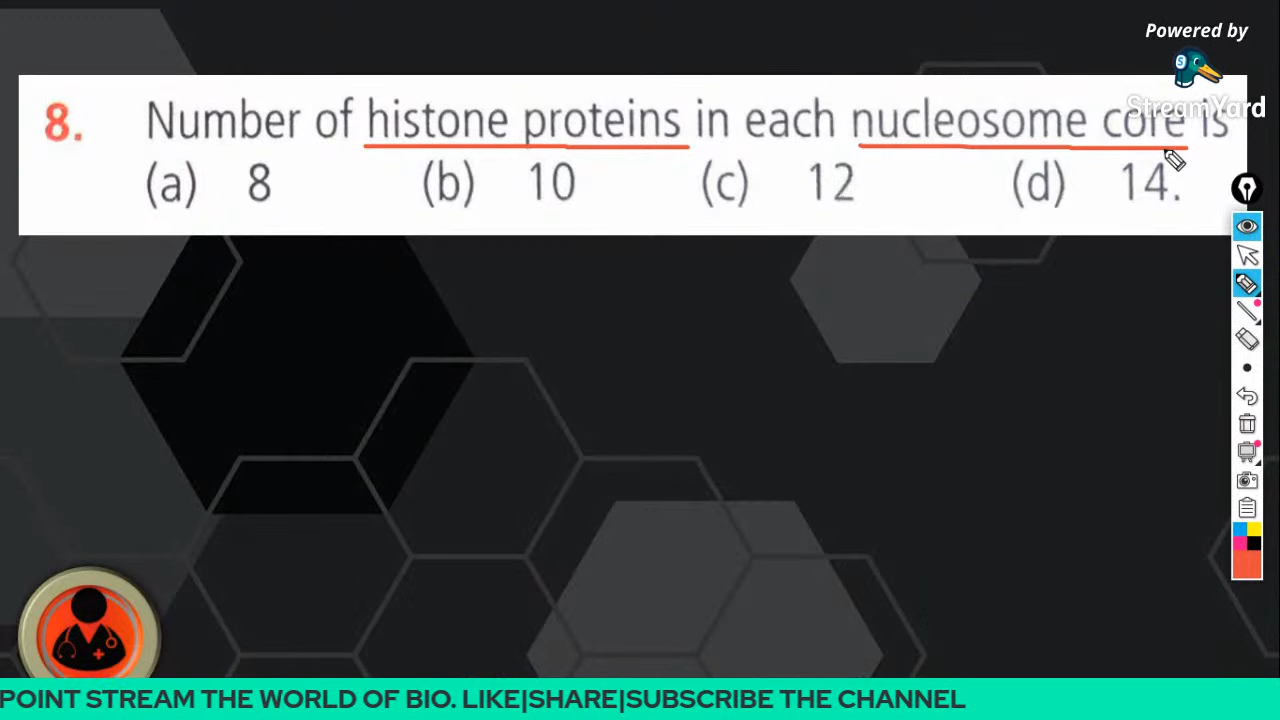 Powered by
StreamYard
8. Number of histone proteins in each nucleosome core is
(a) 8 (b) 10 (c) 12 (d) 14.
POINT STREAM THE WORLD OF BIO. LIKE|SHARE|SUBSCRIBE THE CHANNEL